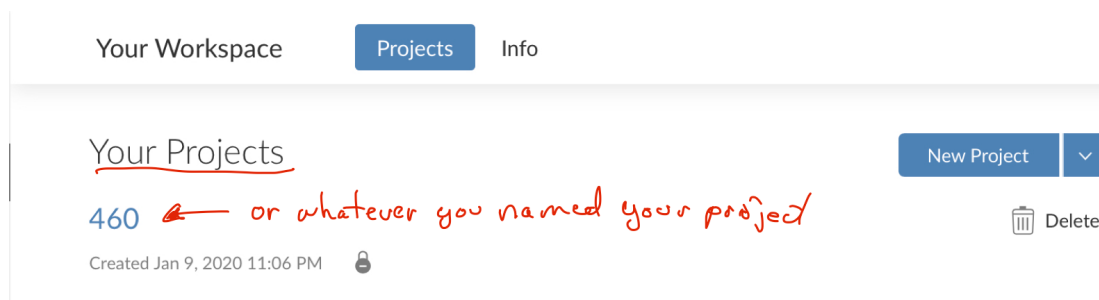 Your Workspace Projects Info
Your Projects
New Project
460 or whatever you named your project
Delete
Created Jan 9, 2020 11:06 PM